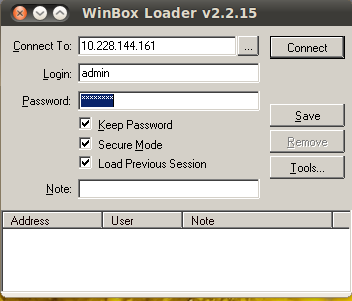 WinBox Loader v2.2.15
Connect To: 10.228.144.161 ... Connect
Login: admin
Password: ********
Keep Password
Secure Mode
Load Previous Session
Save
Remove
Tools...
Note:
Address User Note